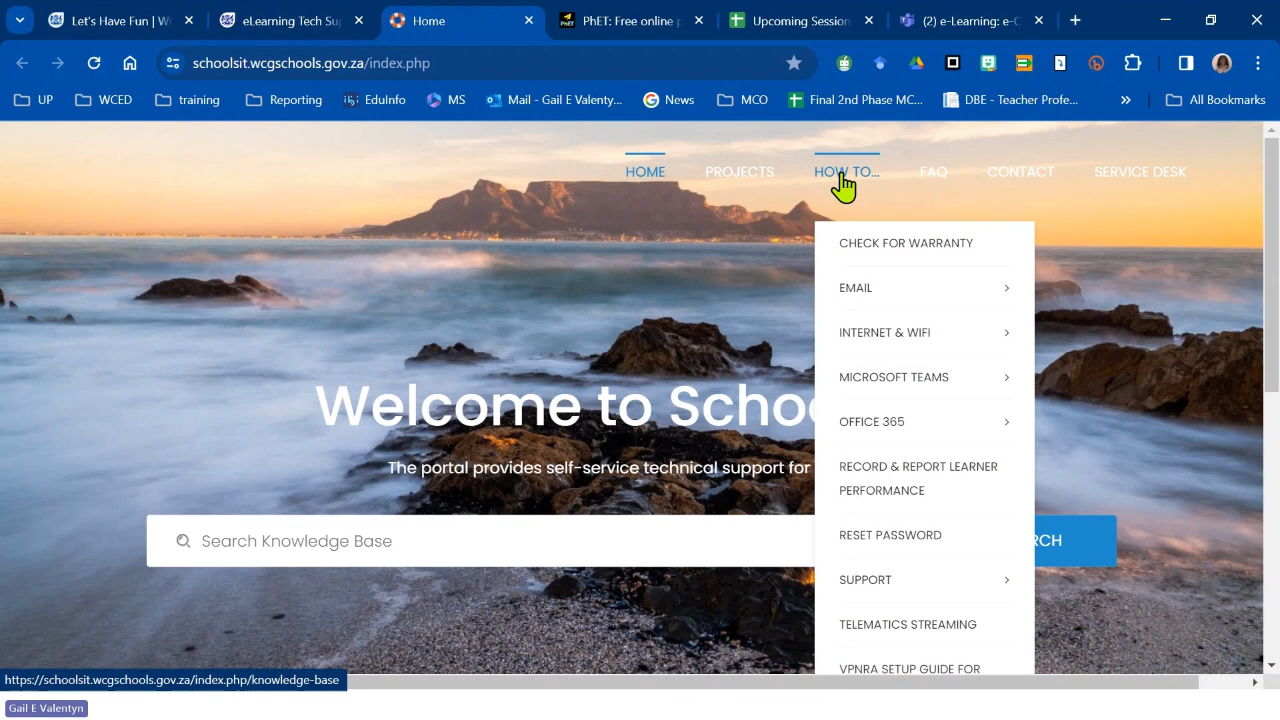 Let's Have Fun | W
eLearning Tech Su
Home
PhET: Free online
Upcoming Session
(2) e-Learning: e-C
schoolsit.wcgschools.gov.za/index.php
UP
WCED
training
Reporting
EduInfo
MS
Mail - Gail E Valenty...
News
MCO
Final 2nd Phase MC...
DBE - Teacher Profe...
All Bookmarks
HOME
PROJECTS
HOW TO...
FAQ
CONTACT
SERVICE DESK
CHECK FOR WARRANTY
EMAIL
INTERNET & WIFI
MICROSOFT TEAMS
OFFICE 365
RECORD & REPORT LEARNER
PERFORMANCE
RESET PASSWORD
SUPPORT
TELEMATICS STREAMING
VPNRA SETUP GUIDE FOR
Welcome to Schoo
The portal provides self-service technical support for
Search Knowledge Base
RCH
https://schoolsit.wcgschools.gov.za/index.php/knowledge-base
Gail E Valentyn